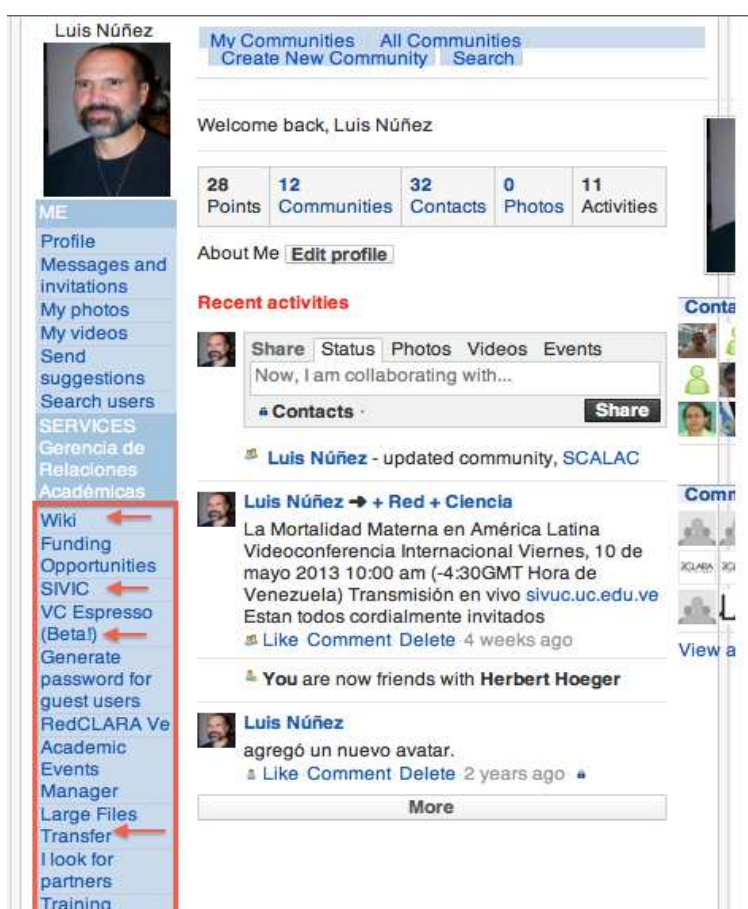 Luis Núñez
ME
Profile
Messages and
invitations
My photos
My videos
Send
suggestions
Search users
SERVICES
Gerencia de
Relaciones
Académicas
Wiki
Funding
Opportunities
SIVIC
VC Espresso
(Beta!)
Generate
password for
guest users
RedCLARA Ve
Academic
Events
Manager
Large Files
Transfer
I look for
partners
Training
My Communities All Communities
Create New Community Search
Welcome back, Luis Núñez
28 12 32 0 11
Points Communities Contacts Photos Activities
About Me Edit profile
Recent activities
Share Status Photos Videos Events
Now, I am collaborating with...
Contacts
Share
Luis Núñez - updated community, SCALAC
Luis Núñez ➜ + Red + Ciencia
La Mortalidad Materna en América Latina
Videoconferencia Internacional Viernes, 10 de
mayo 2013 10:00 am (-4:30GMT Hora de
Venezuela) Transmisión en vivo sivuc.uc.edu.ve
Estan todos cordialmente invitados
Like Comment Delete 4 weeks ago
You are now friends with Herbert Hoeger
Luis Núñez
agregó un nuevo avatar.
Like Comment Delete 2 years ago
More
Conta
Comn
View a